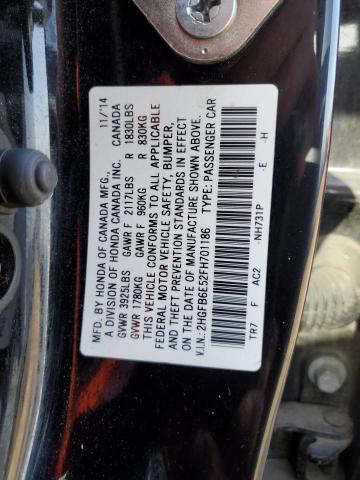 MFD. BY HONDA OF CANADA MFG., 11/'14
A DIVISION OF HONDA CANADA INC. CANADA
GVWR 3925LBS GAWR F 2117LBS R 1830LBS
GVWR 1780KG GAWR F 960KG R 830KG
THIS VEHICLE CONFORMS TO ALL APPLICABLE
FEDERAL MOTOR VEHICLE SAFETY, BUMPER,
AND THEFT PREVENTION STANDARDS IN EFFECT
ON THE DATE OF MANUFACTURE SHOWN ABOVE.
V.I.N.: 2HGFB6E52FH701186 TYPE: PASSENGER CAR
TR7 F AC2 -NH731P -E -H